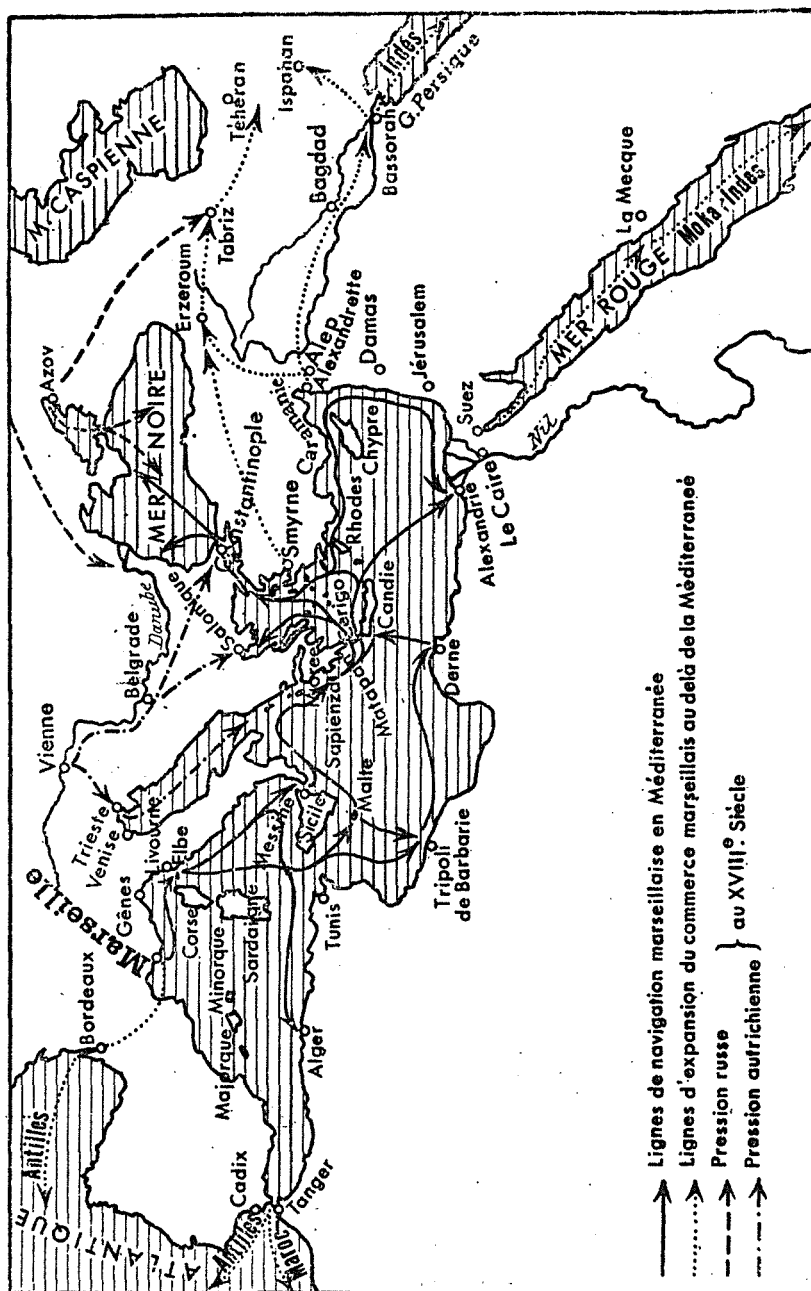 ATLANTIQUE
Antilles
Bordeaux
Cadix
Antilles
Maroc
Tanger
Marseille
Gênes
Livourne
Elbe
Corse
Sardaigne
Minorque
Majorque
Alger
Tunis
Vienne
Trieste
Venise
Messine
Sicile
Malte
Tripoli
de Barbarie
Belgrade
Danube
Salonique
Morée
Sapienza
Matapan
Cerigo
Candie
Derne
MER NOIRE
Constantinople
Smyrne
Rhodes
Azov
Caramanie
Chypre
Alexandrie
Le Caire
Nil
Suez
Jérusalem
Damas
Alexandrette
Alep
Erzeroum
Tabriz
Téhéran
M. CASPIENNE
Ispahan
Bagdad
Bassorah
G. Persique
Indes
La Mecque
MER ROUGE
Moka-Indes
Lignes de navigation marseillaise en Méditerranée
Lignes d'expansion du commerce marseillais au delà de la Méditerranée
Pression russe
Pression autrichienne
} au XVIIIe Siècle